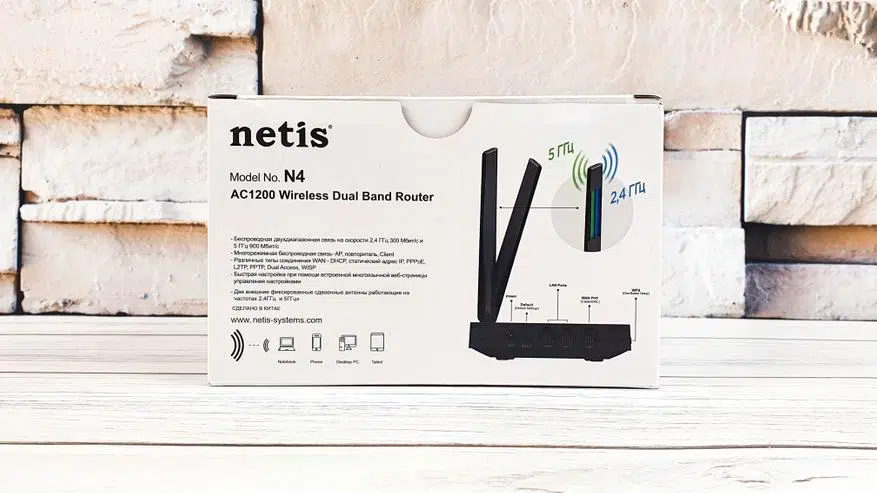 netis®
Model No. N4
AC1200 Wireless Dual Band Router
- Беспроводная двухдиапазонная связь на скорости 2,4 ГГц 300 Мбит/с и
5 ГГц 900 Мбит/с
- Многорежимная беспроводная связь- AP, повторитель, Client
- Различные типы соединения WAN - DHCP, статический адрес IP, PPPoE,
L2TP, PPTP, Dual Access, WISP
- Быстрая настройка при помощи встроенной многоязычной веб-страницы
управления настройками
- Две внешние фиксированные сдвоенные антенны работающие на
частотах 2,4ГГц и 5ГГц
СДЕЛАНО В КИТАЕ
www.netis-systems.com
Notebook
Phone
Desktop PC
Tablet
5 ГГц
2,4 ГГц
POWER
Default
(Default Settings)
LAN Ports
WAN Port
WPS